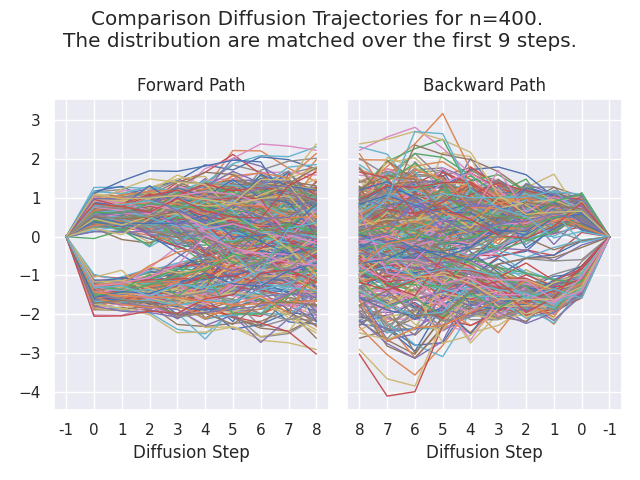 Comparison Diffusion Trajectories for n=400.
The distribution are matched over the first 9 steps.
Forward Path
Backward Path
3
2
1
0
−1
−2
−3
−4
-1 0 1 2 3 4 5 6 7 8
8 7 6 5 4 3 2 1 0 -1
Diffusion Step
Diffusion Step